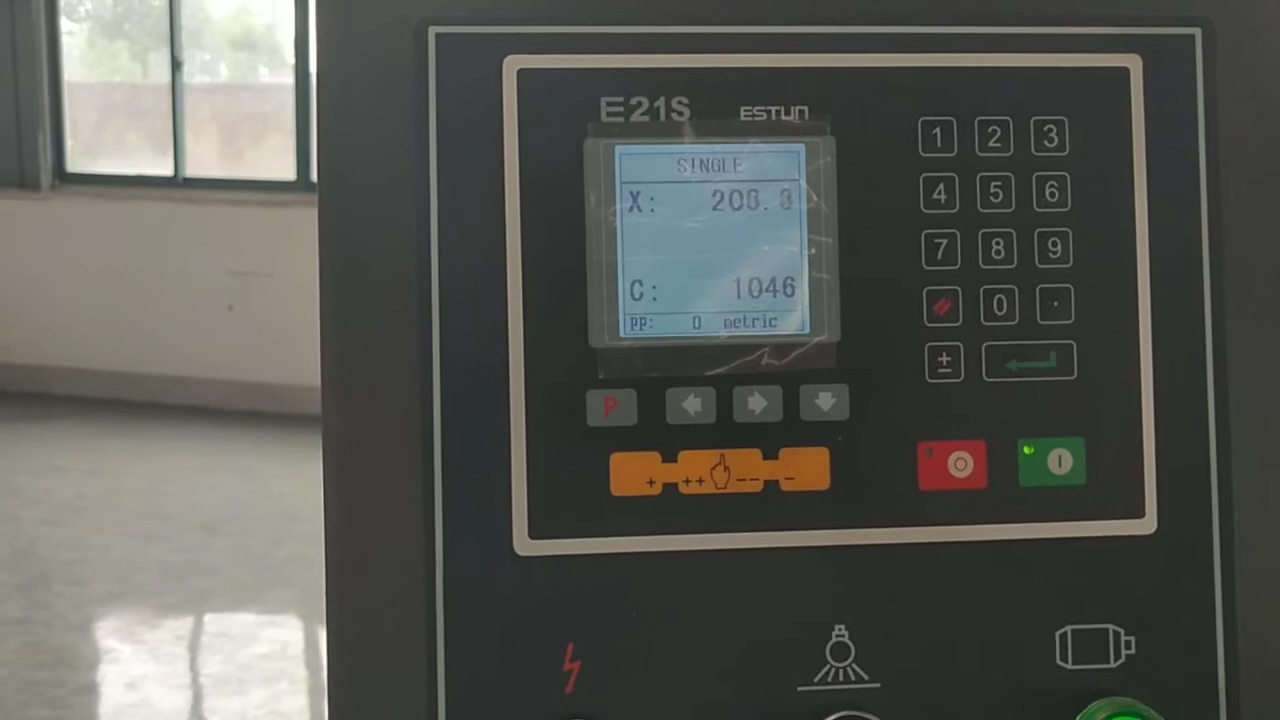 E21S ESTUN
SINGLE
X:
C: 1046
PP: 0 metric
1 2 3
4 5 6
7 8 9
0 ·
±
P
+ ++ -- -